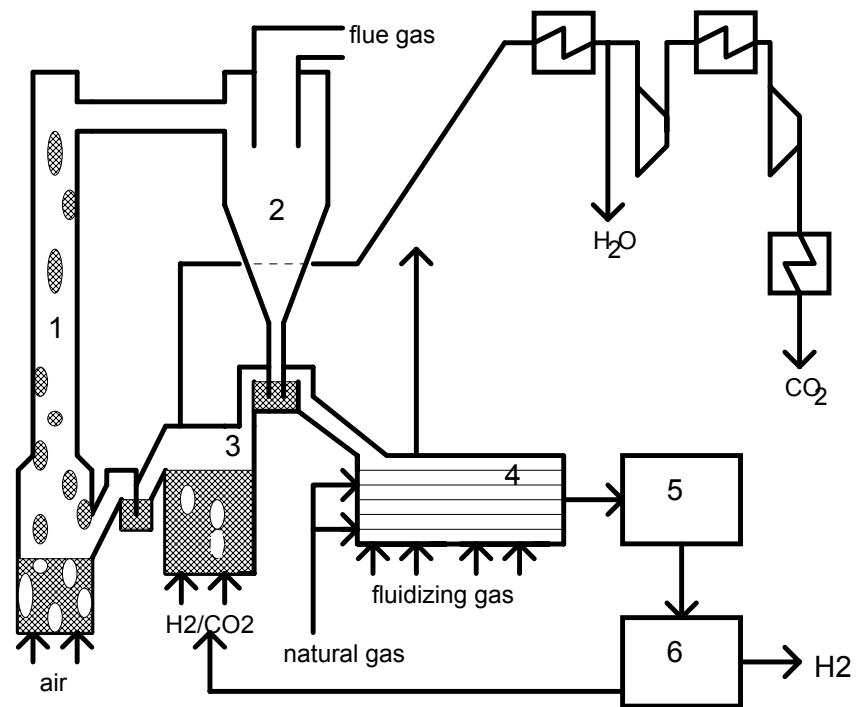 flue gas
2
H₂O
1
CO₂
3
4
5
fluidizing gas
H2/CO2
natural gas
6
H2
air